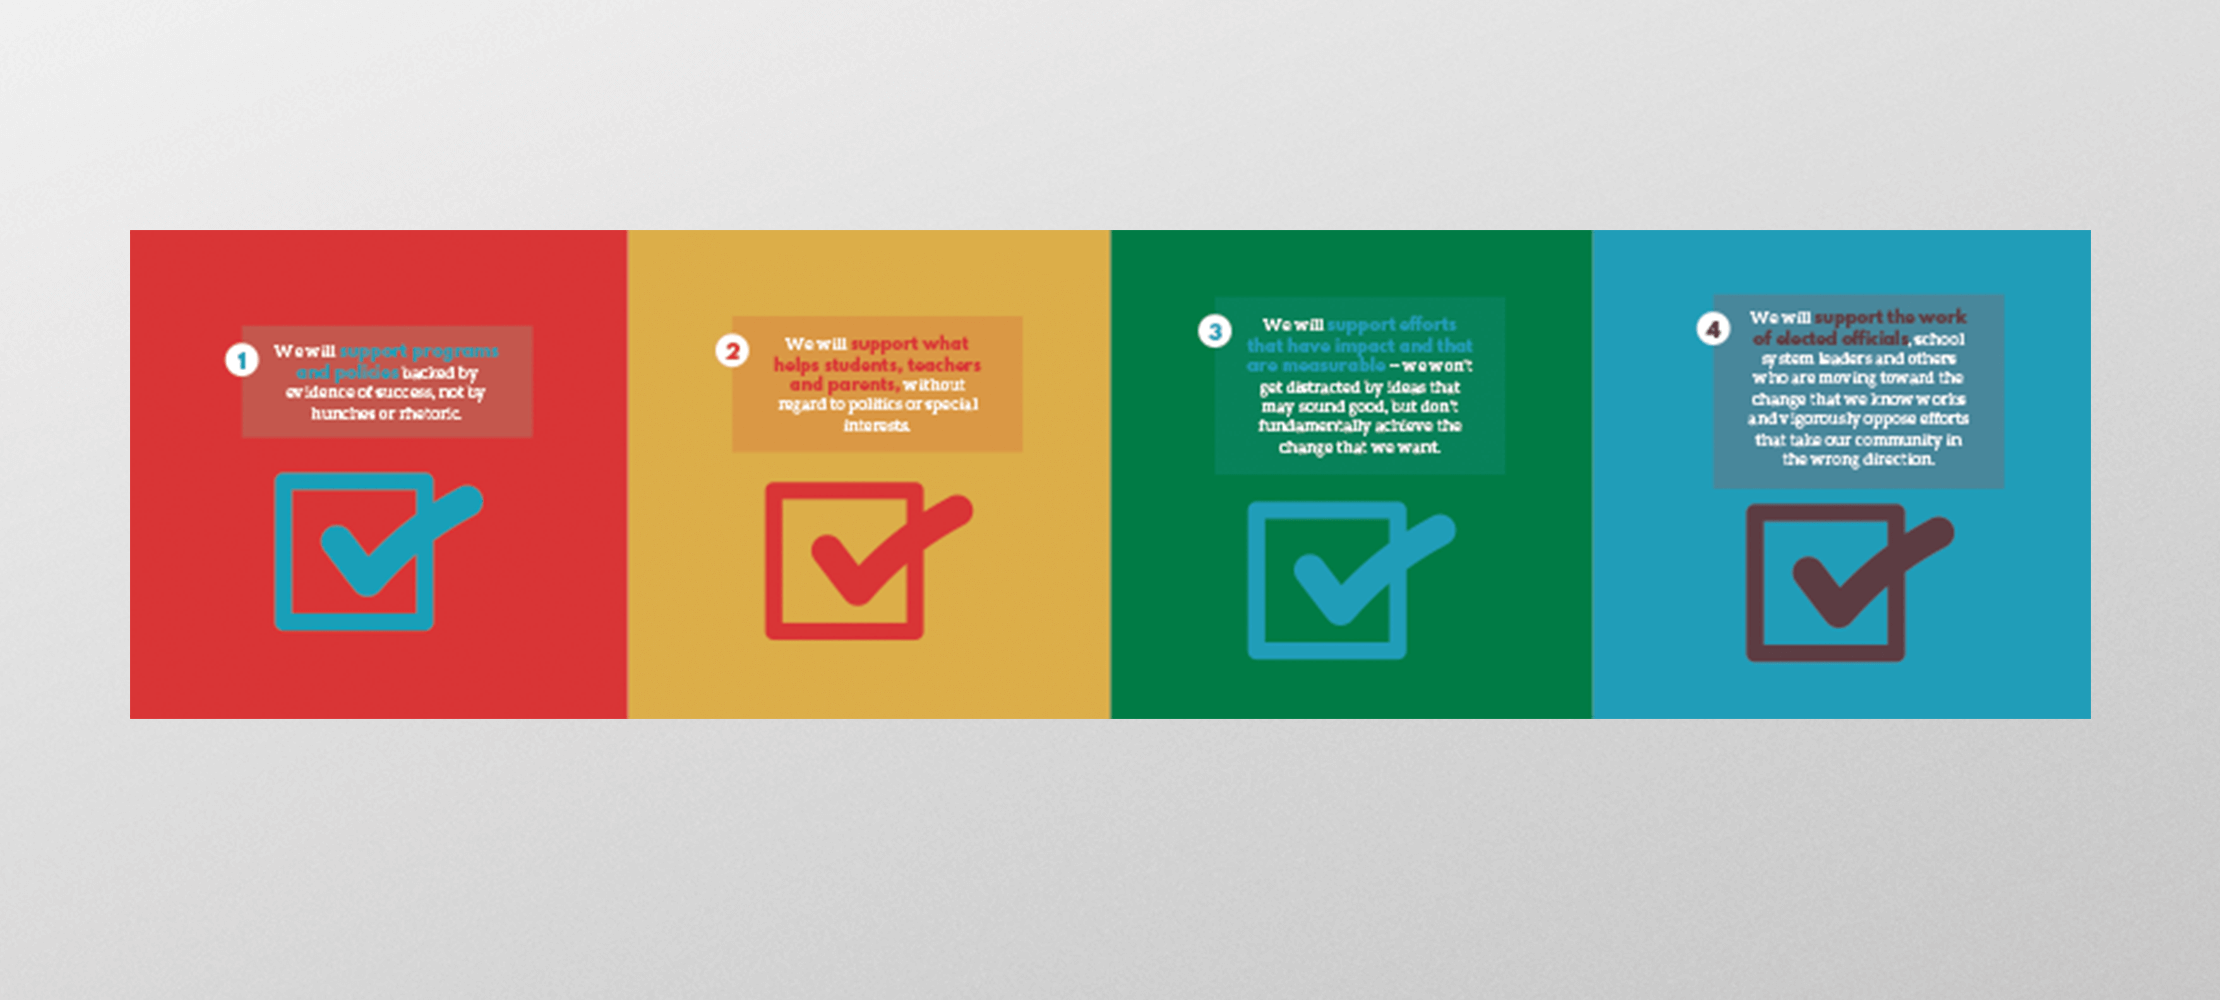 1
We will support programs
and policies backed by
evidence of success, not by
hunches or rhetoric.
2
We will support what
helps students, teachers
and parents, without
regard to politics or special
interests.
3
We will support efforts
that have impact and that
are measurable – we won't
get distracted by ideas that
may sound good, but don't
fundamentally achieve the
change that we want.
4
We will support the work
of elected officials, school
system leaders and others
who are moving toward the
change that we know works
and vigorously oppose efforts
that take our community in
the wrong direction.